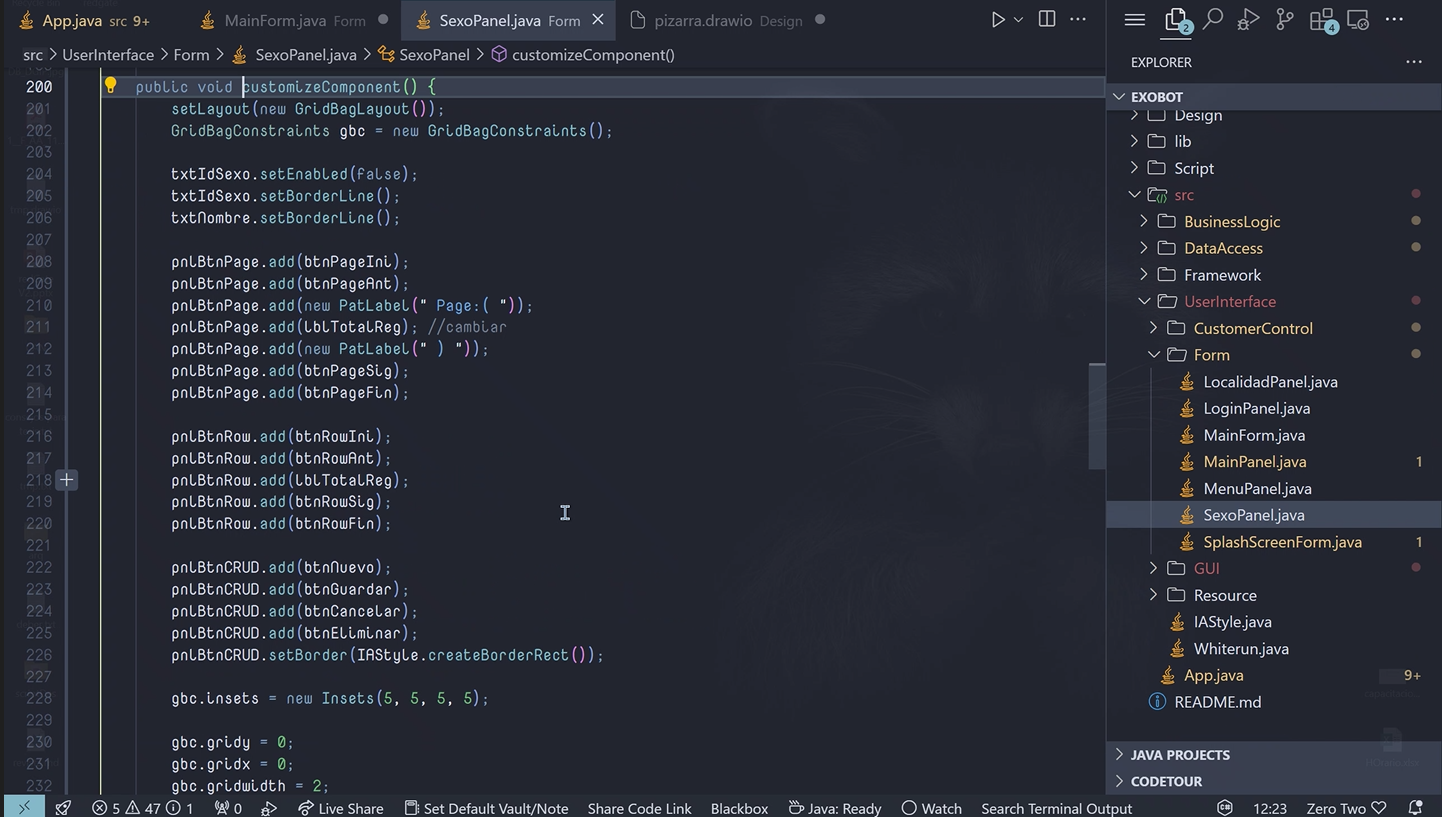 App.java src 9+
MainForm.java Form
SexoPanel.java Form
pizarra.drawio Design
src > UserInterface > Form > SexoPanel.java > SexoPanel > customizeComponent()
200 public void customizeComponent() {
201 setLayout(new GridBagLayout());
202 GridBagConstraints gbc = new GridBagConstraints();
203
204 txtIdSexo.setEnabled(false);
205 txtIdSexo.setBorderLine();
206 txtNombre.setBorderLine();
207
208 pnlBtnPage.add(btnPageIni);
209 pnlBtnPage.add(btnPageAnt);
210 pnlBtnPage.add(new PatLabel(" Page:( "));
211 pnlBtnPage.add(lblTotalReg); //cambiar
212 pnlBtnPage.add(new PatLabel(" ) "));
213 pnlBtnPage.add(btnPageSig);
214 pnlBtnPage.add(btnPageFin);
215
216 pnlBtnRow.add(btnRowIni);
217 pnlBtnRow.add(btnRowAnt);
218 pnlBtnRow.add(lblTotalReg);
219 pnlBtnRow.add(btnRowSig);
220 pnlBtnRow.add(btnRowFin);
221
222 pnlBtnCRUD.add(btnNuevo);
223 pnlBtnCRUD.add(btnGuardar);
224 pnlBtnCRUD.add(btnCancelar);
225 pnlBtnCRUD.add(btnEliminar);
226 pnlBtnCRUD.setBorder(IAStyle.createBorderRect());
227
228 gbc.insets = new Insets(5, 5, 5, 5);
229
230 gbc.gridy = 0;
231 gbc.gridx = 0;
232 gbc.gridwidth = 2;
2
4
EXPLORER
EXOBOT
Design
lib
Script
src
BusinessLogic
DataAccess
Framework
UserInterface
CustomerControl
Form
LocalidadPanel.java
LoginPanel.java
MainForm.java
MainPanel.java 1
MenuPanel.java
SexoPanel.java
SplashScreenForm.java 1
GUI
Resource
IAStyle.java
Whiterun.java
App.java 9+
README.md
JAVA PROJECTS
CODETOUR
5 47 1 0 Live Share Set Default Vault/Note Share Code Link Blackbox Java: Ready Watch Search Terminal Output 12:23 Zero Two